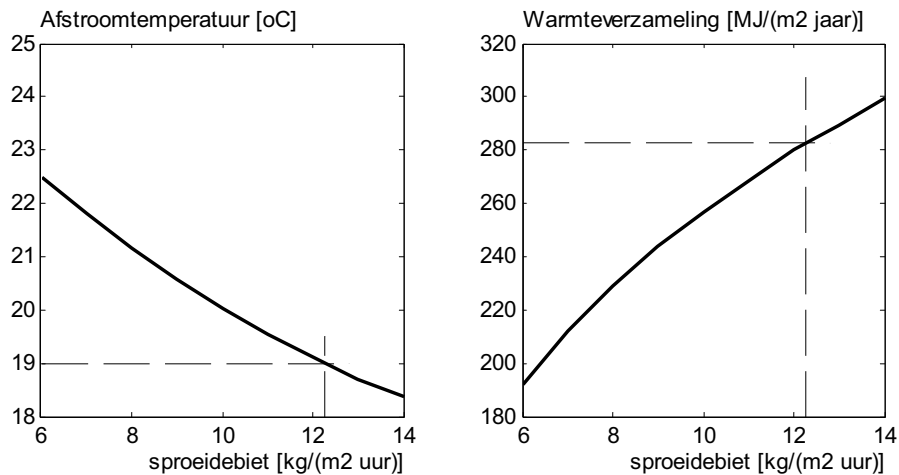 Afstroomtemperatuur [oC]
25
24
23
22
21
20
19
18
6 8 10 12 14
sproeidebiet [kg/(m2 uur)]
Warmteverzameling [MJ/(m2 jaar)]
320
300
280
260
240
220
200
180
6 8 10 12 14
sproeidebiet [kg/(m2 uur)]